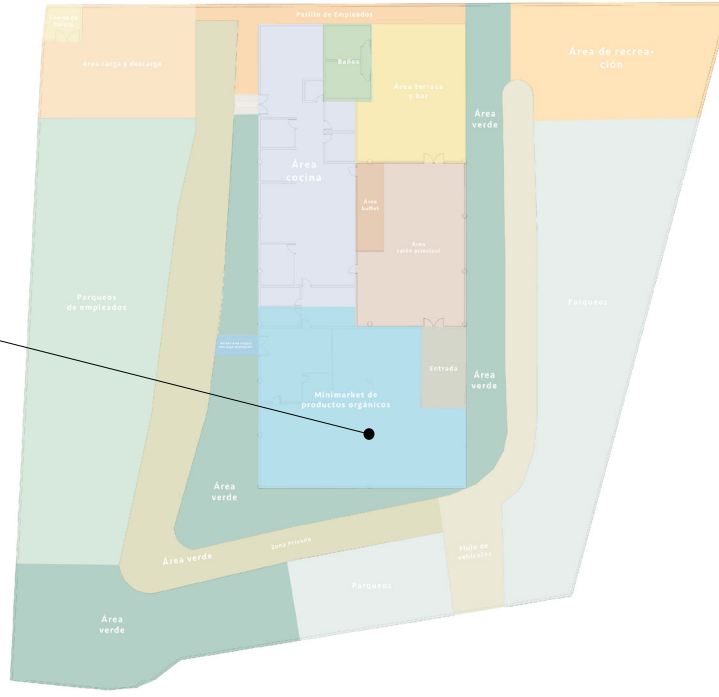 Pasillo de Empleados
Área carga y descarga
Baños
Área de recrea-
ción
Área terraza
y bar
Área
verde
Área
cocina
Área
buffet
Área
salón principal
Parqueos
de empleados
Parqueos
Entrada
Área
verde
Minimarket de
productos orgánicos
Área
verde
Zona Privada
Área verde
Flujo de
vehículos
Parqueos
Área
verde